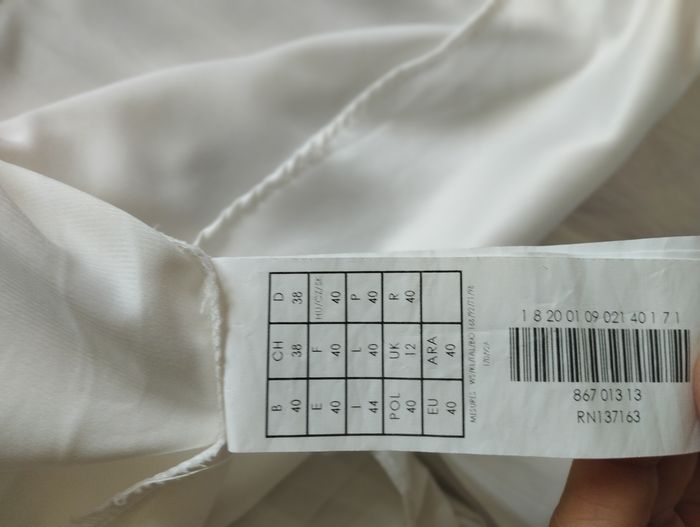 B CH D
40 38 38
E F HU/CZ/SK
40 40 40
I L P
44 40 40
POL UK R
40 12 40
EU ARA
40 40
1 8 20 01 09 021 40 1 7 1
867 013 13
RN137163